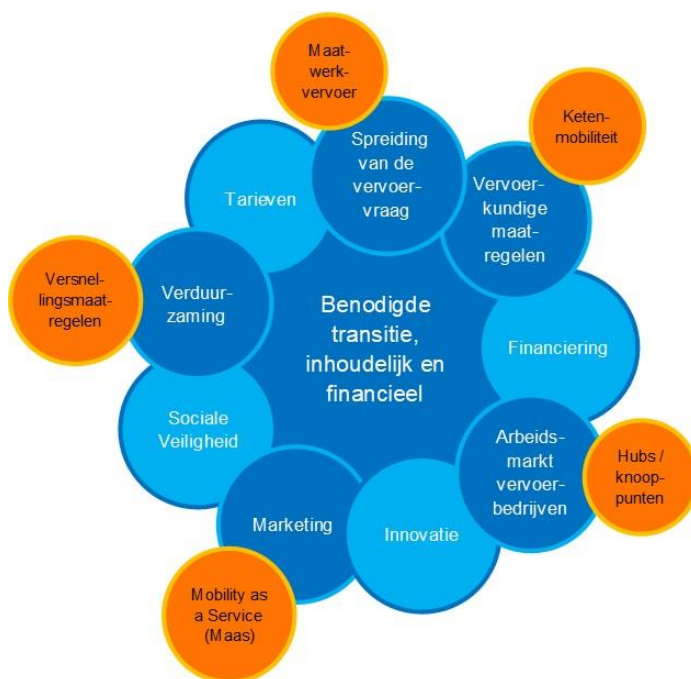 Maat-
werk-
vervoer
Keten-
mobiliteit
Spreiding
van de
vervoer-
vraag
Vervoer-
kundige
maat-
regelen
Tarieven
Versnel-
lingsmaat-
regelen
Verduur-
zaming
Benodigde
transitie,
inhoudelijk en
financieel
Financiering
Sociale
Veiligheid
Arbeids-
markt
vervoer-
bedrijven
Hubs /
knoop-
punten
Marketing
Innovatie
Mobility as
a Service
(Maas)